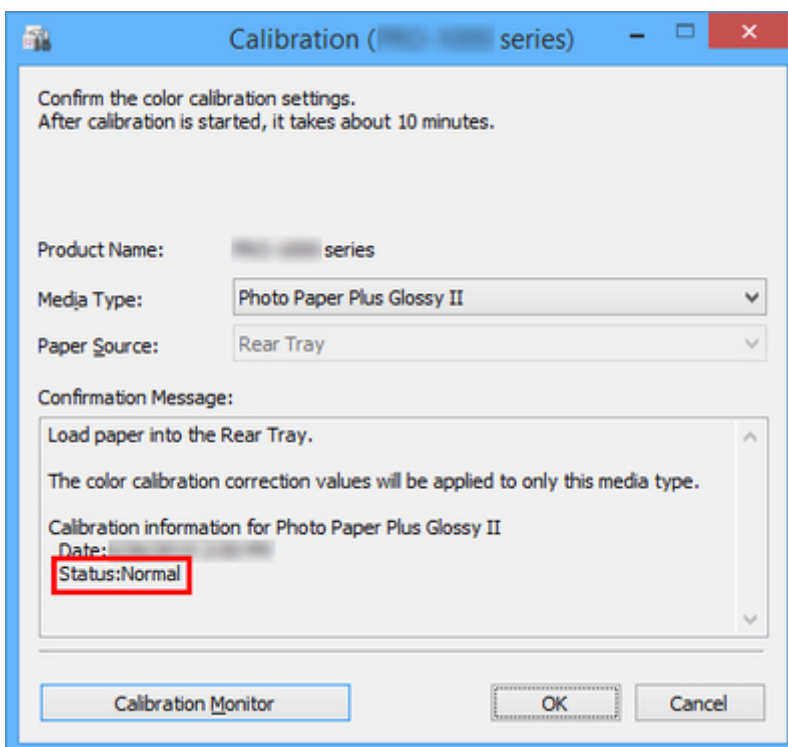 Calibration ( series)
Confirm the color calibration settings.
After calibration is started, it takes about 10 minutes.
Product Name: series
Media Type: Photo Paper Plus Glossy II
Paper Source: Rear Tray
Confirmation Message:
Load paper into the Rear Tray.
The color calibration correction values will be applied to only this media type.
Calibration information for Photo Paper Plus Glossy II
Date:
Status:Normal
Calibration Monitor OK Cancel